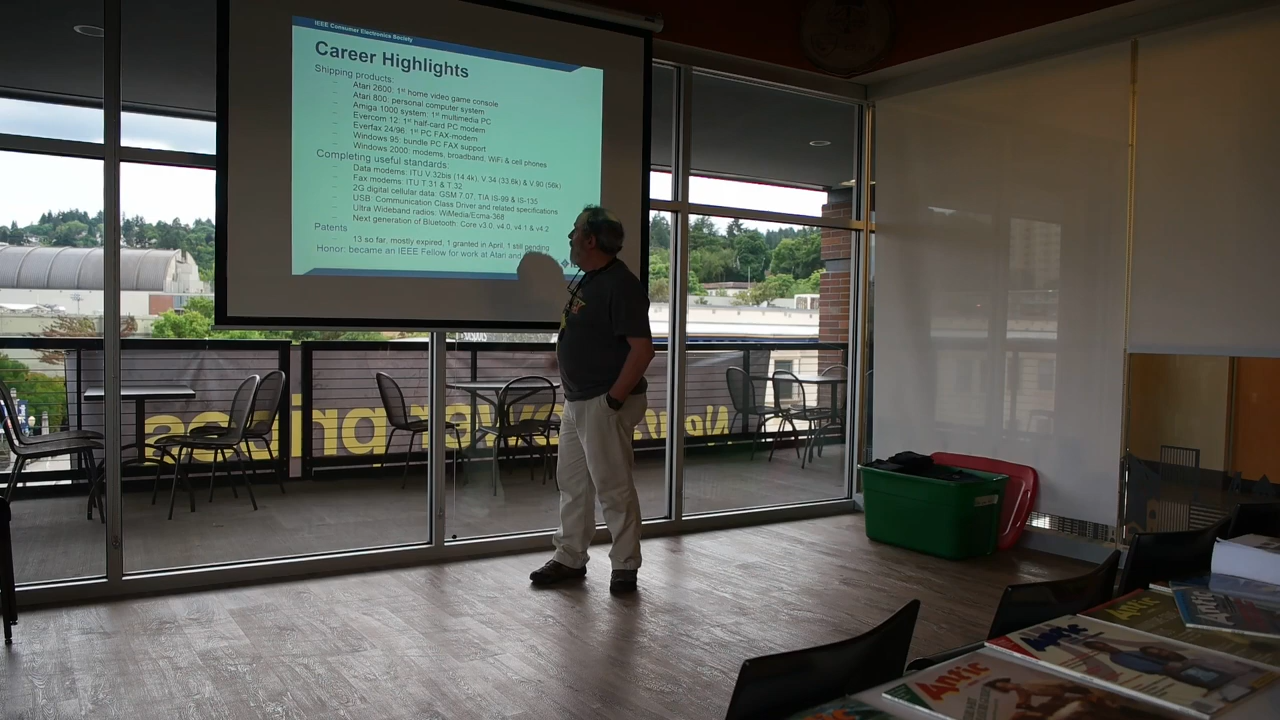 IEEE Consumer Electronics Society
Career Highlights
Shipping products:
– Atari 2600: 1st home video game console
– Atari 800: personal computer system
– Amiga 1000 system: 1st multimedia PC
– Evercom 12: 1st half-card PC modem
– Everfax 24/96: 1st PC FAX-modem
– Windows 95: bundle PC FAX support
– Windows 2000: modems, broadband, WiFi & cell phones
Completing useful standards:
– Data modems: ITU V.32bis (14.4k), V.34 (33.6k) & V.90 (56k)
– Fax modems: ITU T.31 & T.32
– 2G digital cellular data: GSM 7.07, TIA IS-99 & IS-135
– USB: Communication Class Driver and related specifications
– Ultra Wideband radios: WiMedia/Ecma-368
– Next generation of Bluetooth: Core v3.0, v4.0, v4.1 & v4.2
Patents
– 13 so far, mostly expired, 1 granted in April, 1 still pending
Honor: became an IEEE Fellow for work at Atari and
Antic
Antic
Antic
Antic